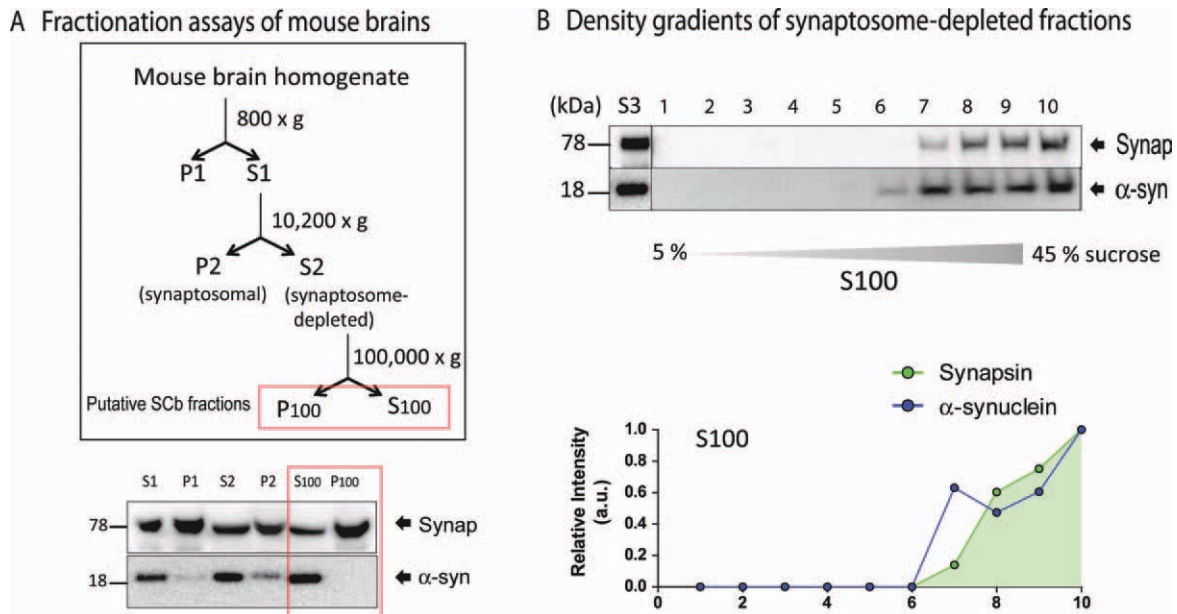 A Fractionation assays of mouse brains
Mouse brain homogenate
800 x g
P1 S1
10,200 x g
P2 S2
(synaptosomal) (synaptosome-
depleted)
100,000 x g
Putative SCb fractions P100 S100
S1 P1 S2 P2 S100 P100
78 Synap
18 α-syn
B Density gradients of synaptosome-depleted fractions
(kDa) S3 1 2 3 4 5 6 7 8 9 10
78 Synap
18 α-syn
5 % 45 % sucrose
S100
Synapsin
α-synuclein
S100
Relative Intensity
(a.u.)
1.0
0.8
0.6
0.4
0.2
0.0
0 2 4 6 8 10